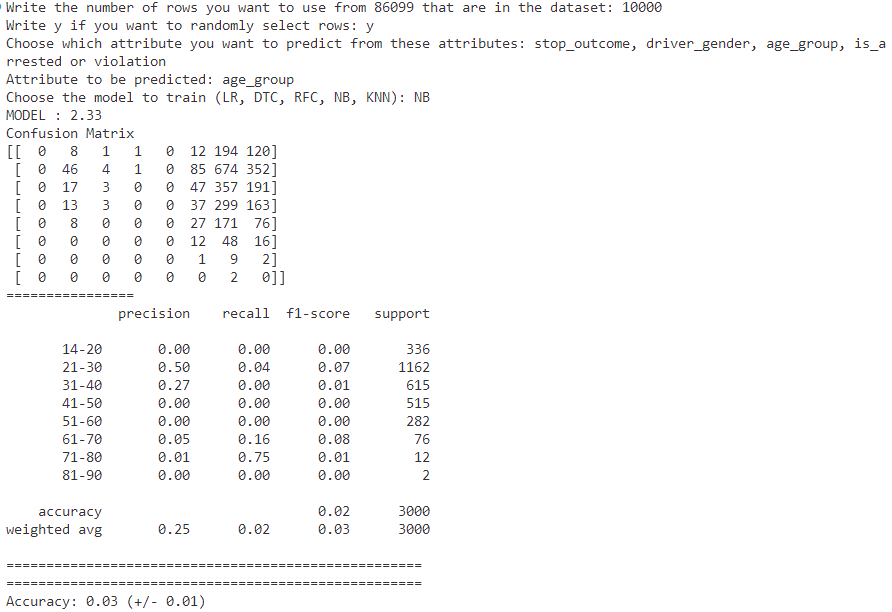 Write the number of rows you want to use from 86099 that are in the dataset: 10000
Write y if you want to randomly select rows: y
Choose which attribute you want to predict from these attributes: stop_outcome, driver_gender, age_group, is_a
rrested or violation
Attribute to be predicted: age_group
Choose the model to train (LR, DTC, RFC, NB, KNN): NB
MODEL : 2.33
Confusion Matrix
[[  0   8   1   1   0  12 194 120]
 [  0  46   4   1   0  85 674 352]
 [  0  17   3   0   0  47 357 191]
 [  0  13   3   0   0  37 299 163]
 [  0   8   0   0   0  27 171  76]
 [  0   0   0   0   0  12  48  16]
 [  0   0   0   0   0   1   9   2]
 [  0   0   0   0   0   0   2   0]]
================
              precision    recall  f1-score   support
       14-20       0.00      0.00      0.00       336
       21-30       0.50      0.04      0.07      1162
       31-40       0.27      0.00      0.01       615
       41-50       0.00      0.00      0.00       515
       51-60       0.00      0.00      0.00       282
       61-70       0.05      0.16      0.08        76
       71-80       0.01      0.75      0.01        12
       81-90       0.00      0.00      0.00         2
    accuracy                           0.02      3000
weighted avg       0.25      0.02      0.03      3000
====================================================
====================================================
Accuracy: 0.03 (+/- 0.01)